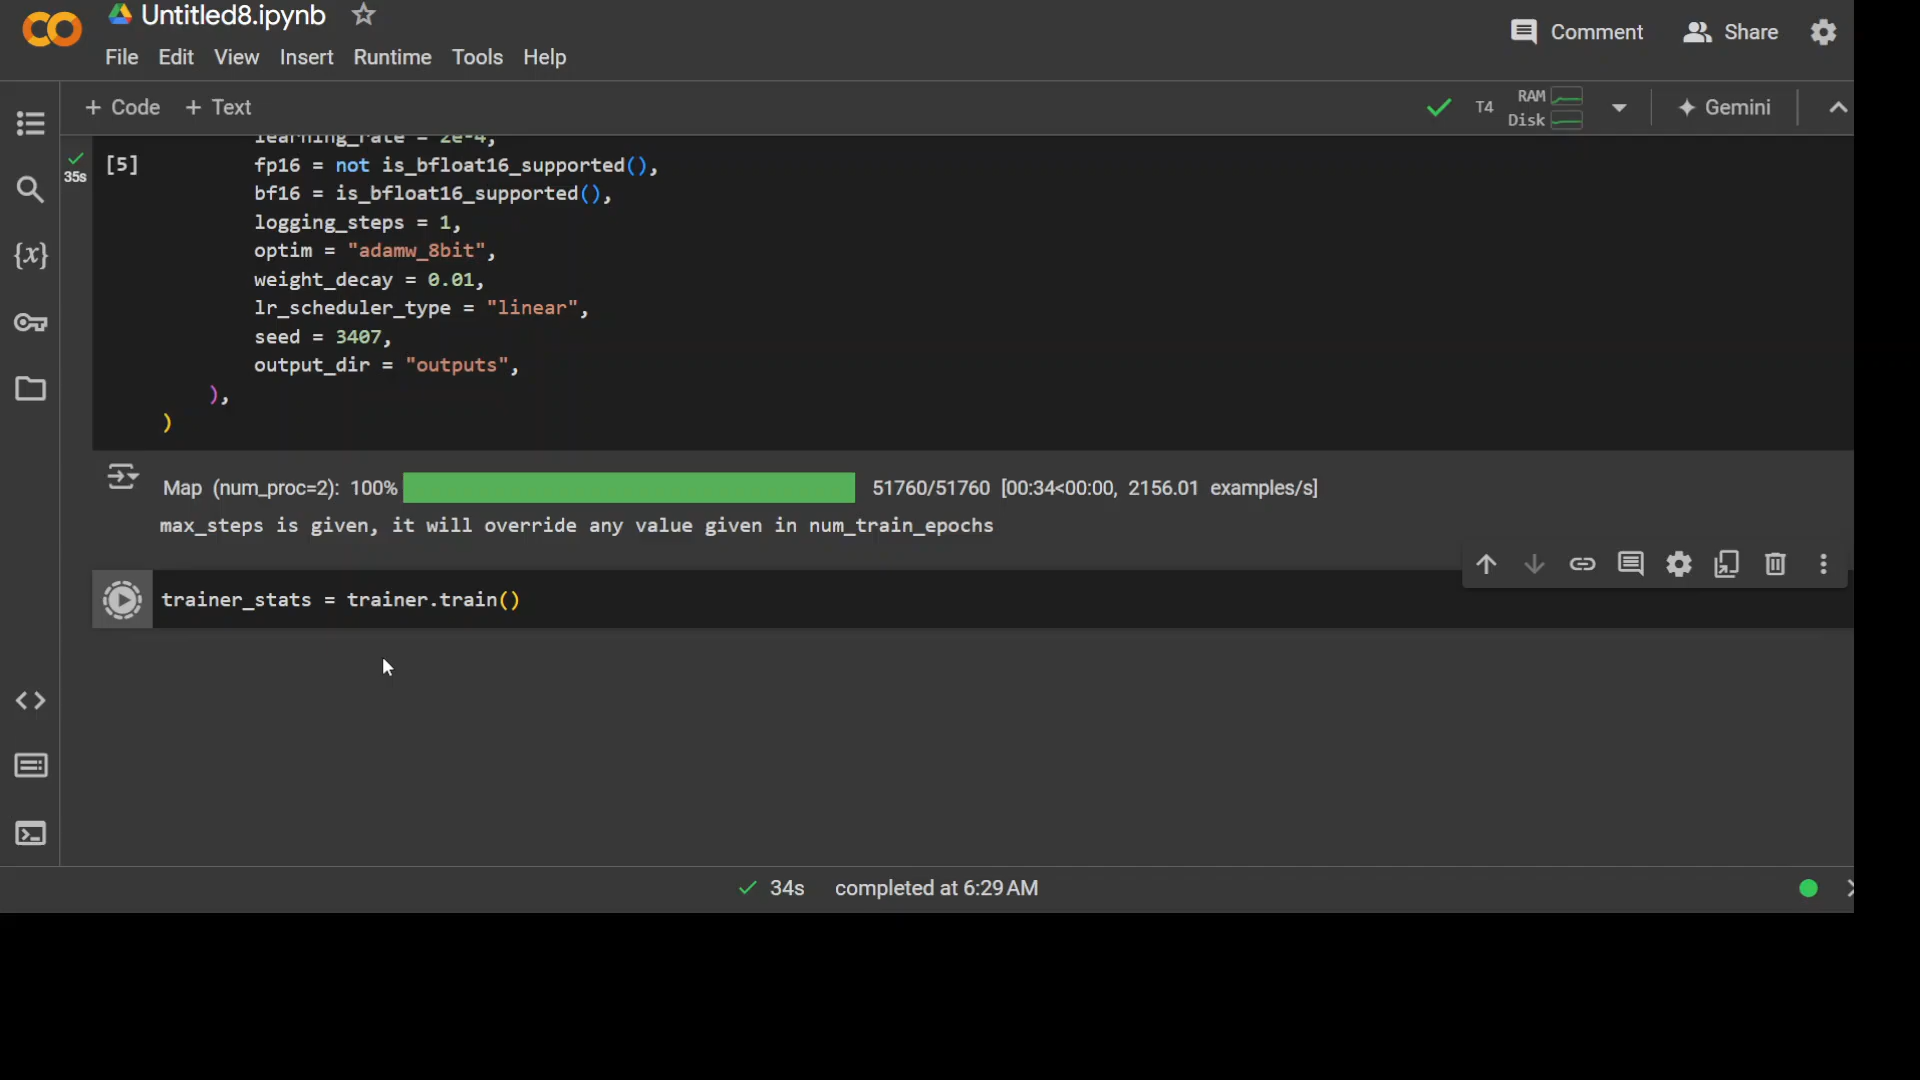 Untitled8.ipynb
File Edit View Insert Runtime Tools Help
Comment Share
+ Code + Text
T4 RAM Disk Gemini
learning_rate = 2e-4,
35s [5] fp16 = not is_bfloat16_supported(),
bf16 = is_bfloat16_supported(),
logging_steps = 1,
optim = "adamw_8bit",
weight_decay = 0.01,
lr_scheduler_type = "linear",
seed = 3407,
output_dir = "outputs",
),
)
Map (num_proc=2): 100% 51760/51760 [00:34<00:00, 2156.01 examples/s]
max_steps is given, it will override any value given in num_train_epochs
trainer_stats = trainer.train()
34s completed at 6:29 AM